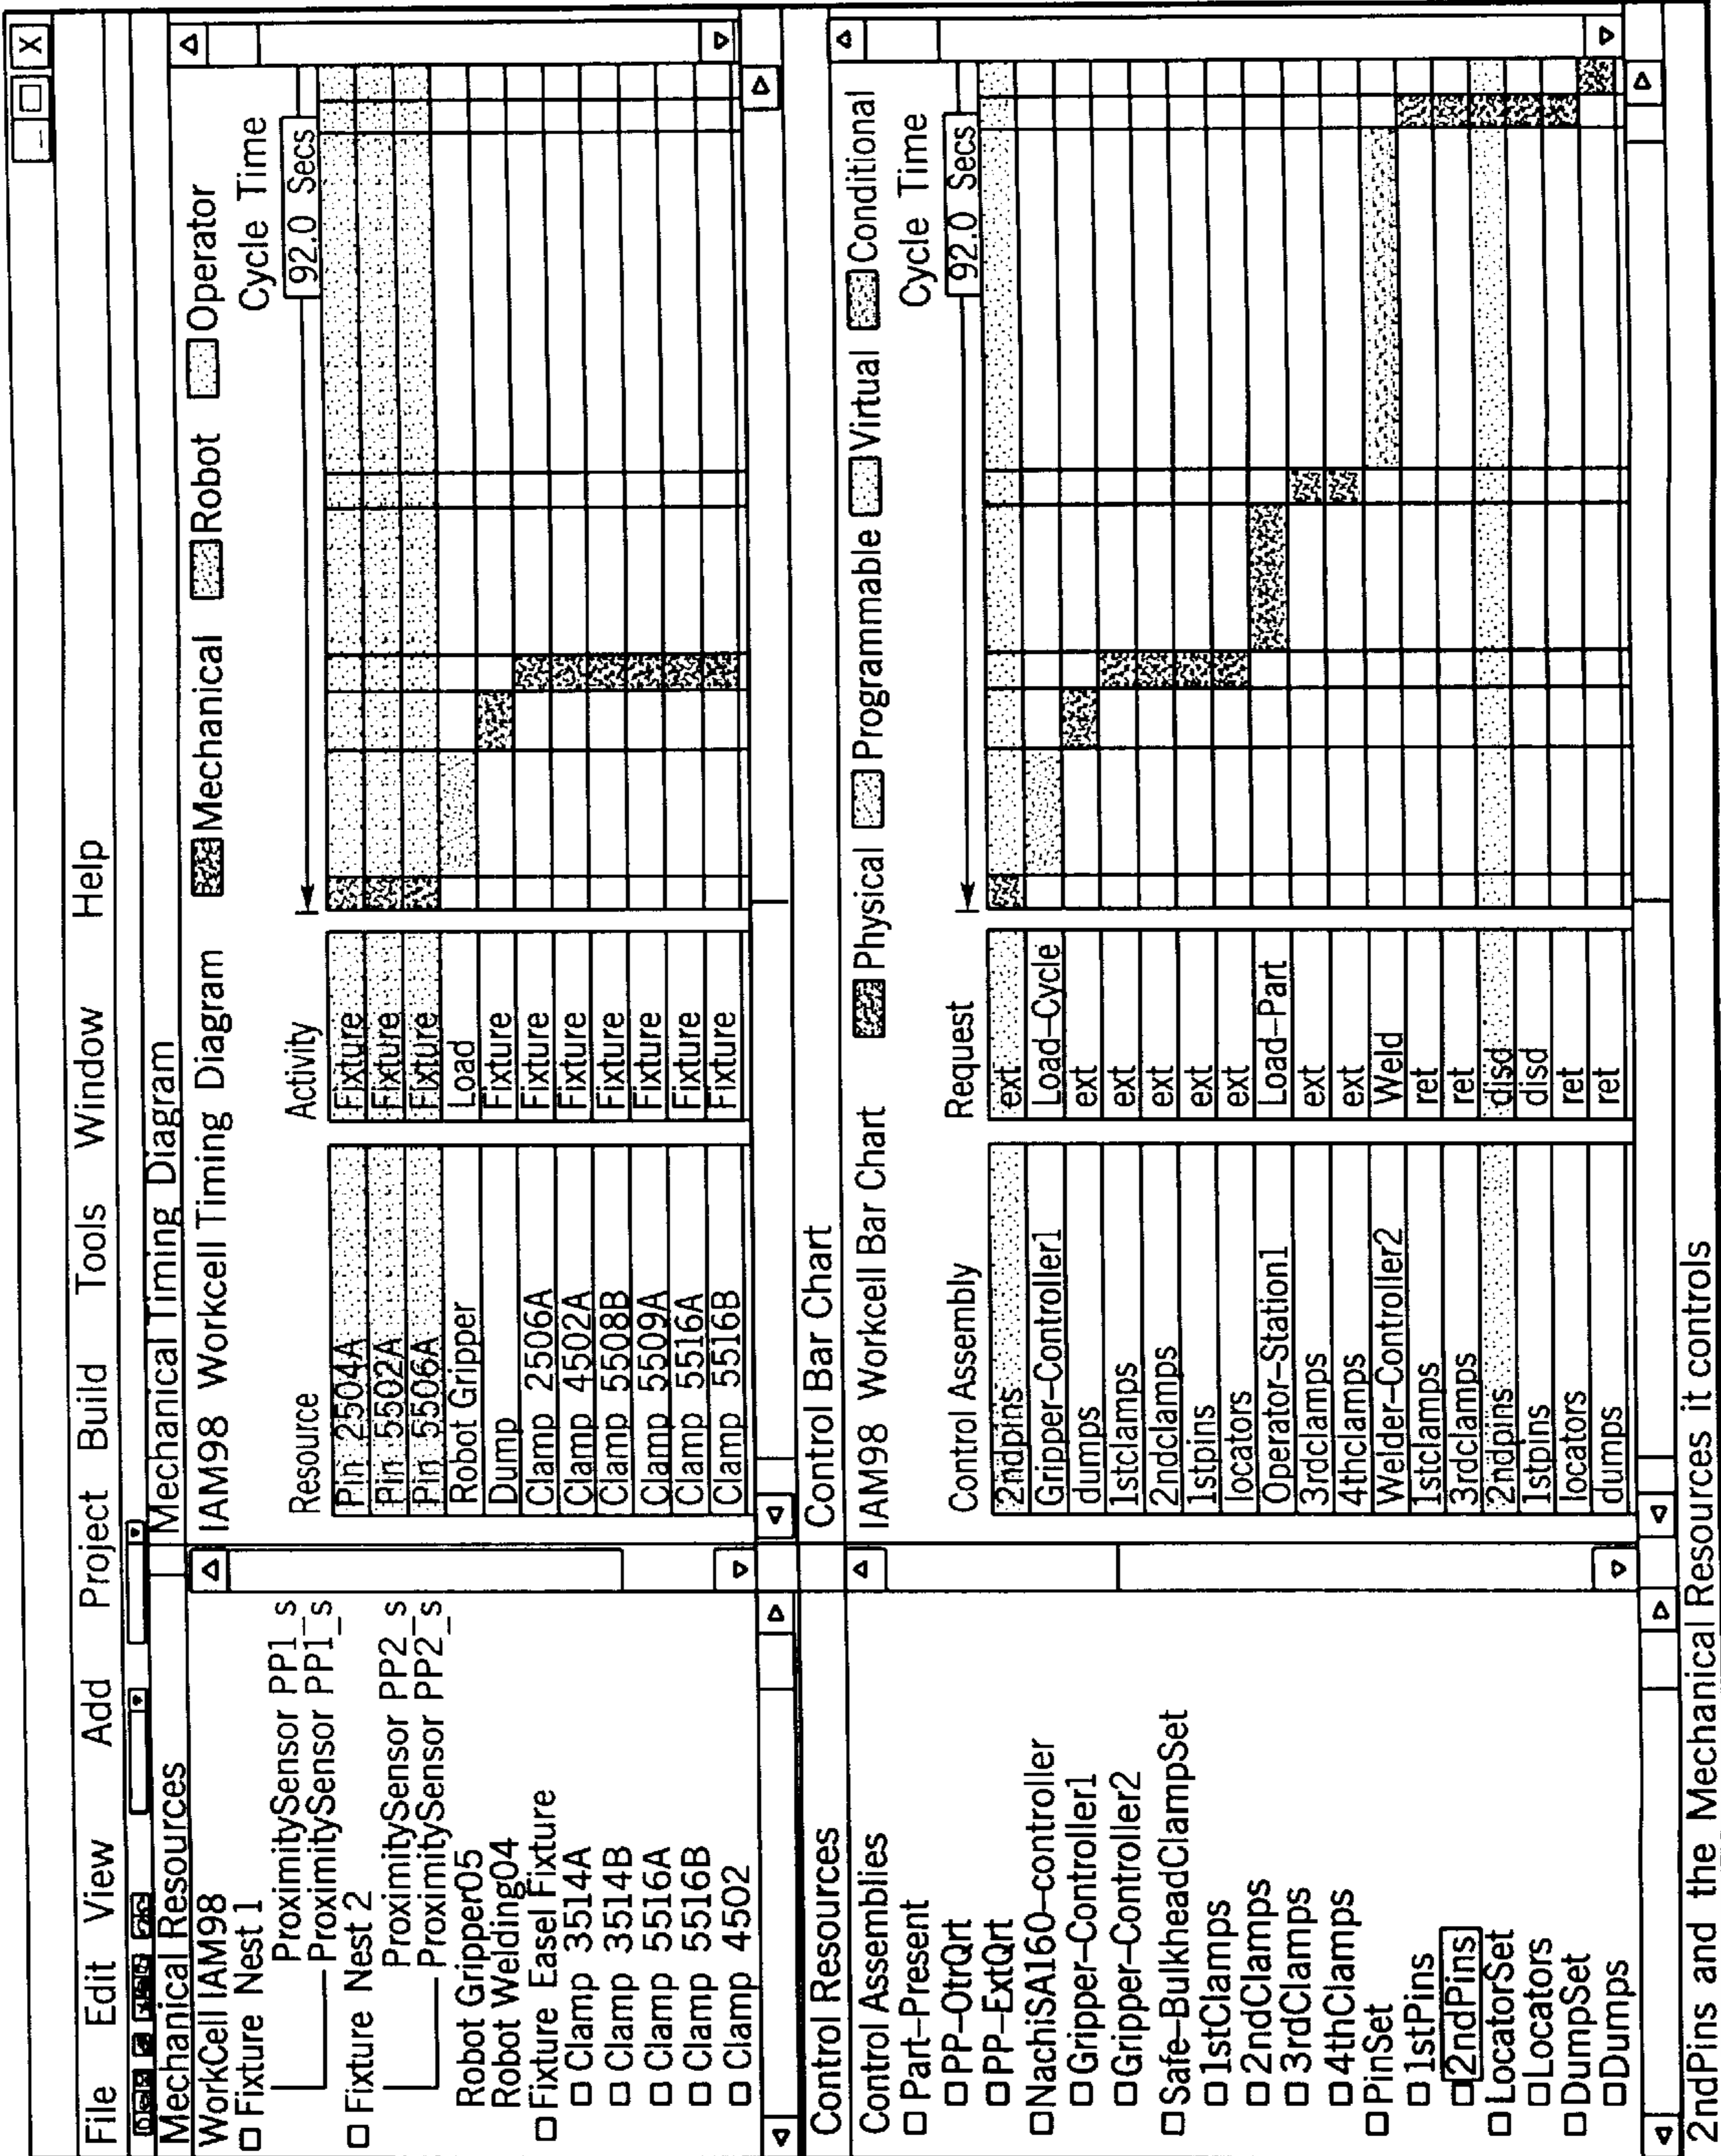 File Edit View Add Project Build Tools Window Help
Mechanical Resources
WorkCell IAM98
Fixture Nest 1
ProximitySensor PP1_s
ProximitySensor PP1_s
Fixture Nest 2
ProximitySensor PP2_s
ProximitySensor PP2_s
Robot Gripper05
Robot Welding04
Fixture Easel Fixture
Clamp 3514A
Clamp 3514B
Clamp 5516A
Clamp 5516B
Clamp 4502
Mechanical Timing Diagram
IAM98 Workcell Timing Diagram Mechanical Robot Operator
Resource Activity Cycle Time
92.0 Secs
Pin 2504A Fixture
Pin 5502A Fixture
Pin 5506A Fixture
Robot Gripper Load
Dump Fixture
Clamp 2506A Fixture
Clamp 4502A Fixture
Clamp 5508B Fixture
Clamp 5509A Fixture
Clamp 5516A Fixture
Clamp 5516B Fixture
Control Resources
Control Assemblies
Part-Present
PP-OtrQrt
PP-ExtQrt
NachiSA160-controller
Gripper-Controller1
Gripper-Controller2
Safe-BulkheadClampSet
1stClamps
2ndClamps
3rdClamps
4thClamps
PinSet
1stPins
2ndPins
LocatorSet
Locators
DumpSet
Dumps
Control Bar Chart
IAM98 Workcell Bar Chart Physical Programmable Virtual Conditional
Control Assembly Request Cycle Time
92.0 Secs
2ndpins ext
Gripper-Controller1 Load-Cycle
dumps ext
1stclamps ext
2ndclamps ext
1stpins ext
locators ext
Operator-Station1 Load-Part
3rdclamps ext
4thclamps ext
Welder-Controller2 Weld
1stclamps ret
3rdclamps ret
2ndpins disd
1stpins disd
locators ret
dumps ret
2ndPins and the Mechanical Resources it controls